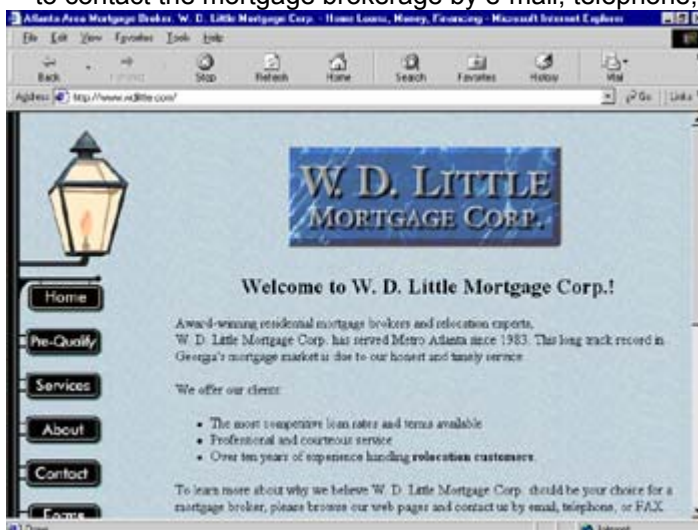 to contact the mortgage brokerage by e-mail, telephone,
Atlanta Area Mortgage Broker, W. D. Little Mortgage Corp. - Home Loans, Money, Financing - Microsoft Internet Explorer
File Edit View Favorites Tools Help
Back Forward Stop Refresh Home Search Favorites History Mail
Address http://www.wdlittle.com/ Go Links
W. D. LITTLE
MORTGAGE CORP.
Welcome to W. D. Little Mortgage Corp.!
Home
Pre-Qualify
Services
About
Contact
Forms
Award-winning residential mortgage brokers and relocation experts,
W. D. Little Mortgage Corp. has served Metro Atlanta since 1983. This long track record in
Georgia's mortgage market is due to our honest and timely service.
We offer our clients:
The most competitive loan rates and terms available
Professional and courteous service
Over ten years of experience handling relocation customers.
To learn more about why we believe W. D. Little Mortgage Corp. should be your choice for a
mortgage broker, please browse our web pages and contact us by email, telephone, or FAX
Done Internet